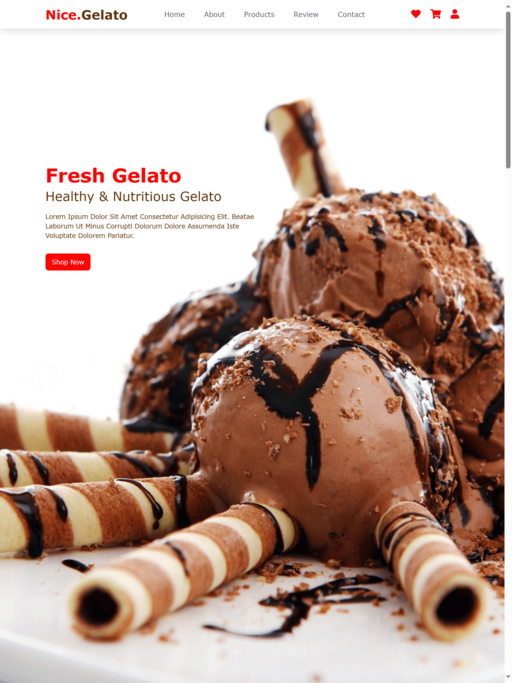 Nice.Gelato Home About Products Review Contact
Fresh Gelato
Healthy & Nutritious Gelato
Lorem Ipsum Dolor Sit Amet Consectetur Adipisicing Elit. Beatae
Laborum Ut Minus Corrupti Dolorum Dolore Assumenda Iste
Voluptate Dolorem Pariatur.
Shop Now